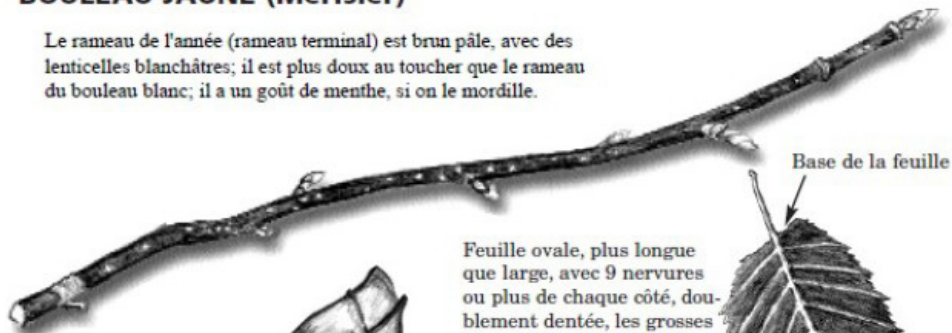 BOULEAU JAUNE (Merisier)
Le rameau de l'année (rameau terminal) est brun pâle, avec des
lenticelles blanchâtres; il est plus doux au toucher que le rameau
du bouleau blanc; il a un goût de menthe, si on le mordille.
Base de la feuille
Feuille ovale, plus longue
que large, avec 9 nervures
ou plus de chaque côté, dou-
blement dentée, les grosses